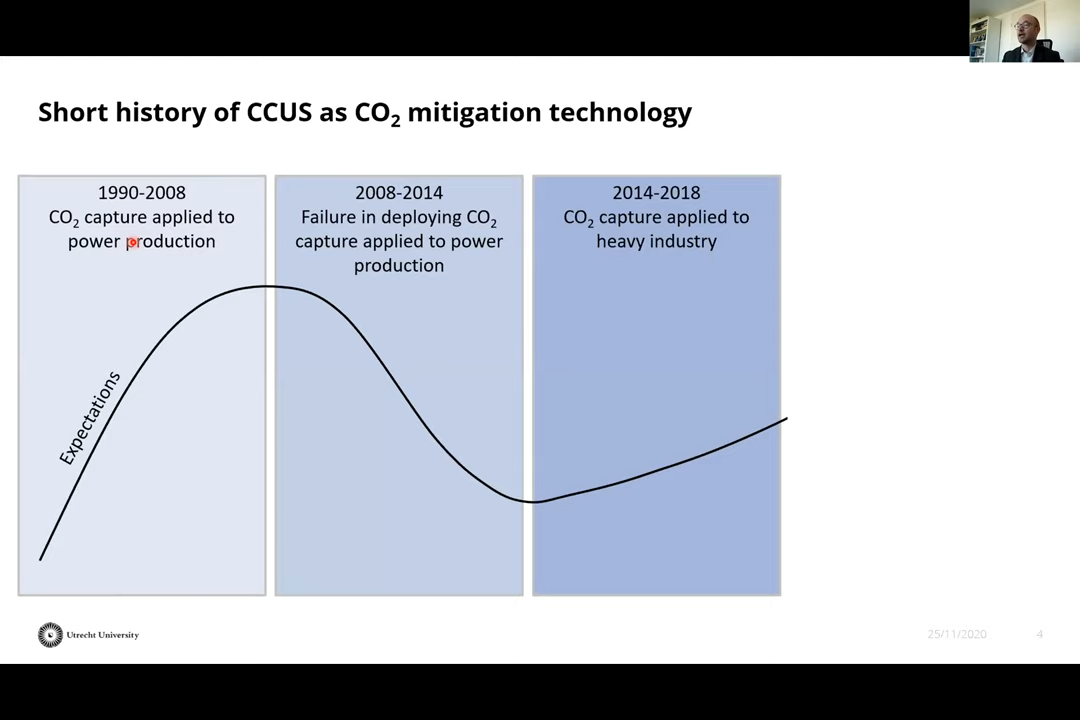 Short history of CCUS as CO₂ mitigation technology
1990-2008
CO₂ capture applied to
power production
2008-2014
Failure in deploying CO₂
capture applied to power
production
2014-2018
CO₂ capture applied to
heavy industry
Expectations
Utrecht University
25/11/2020
4